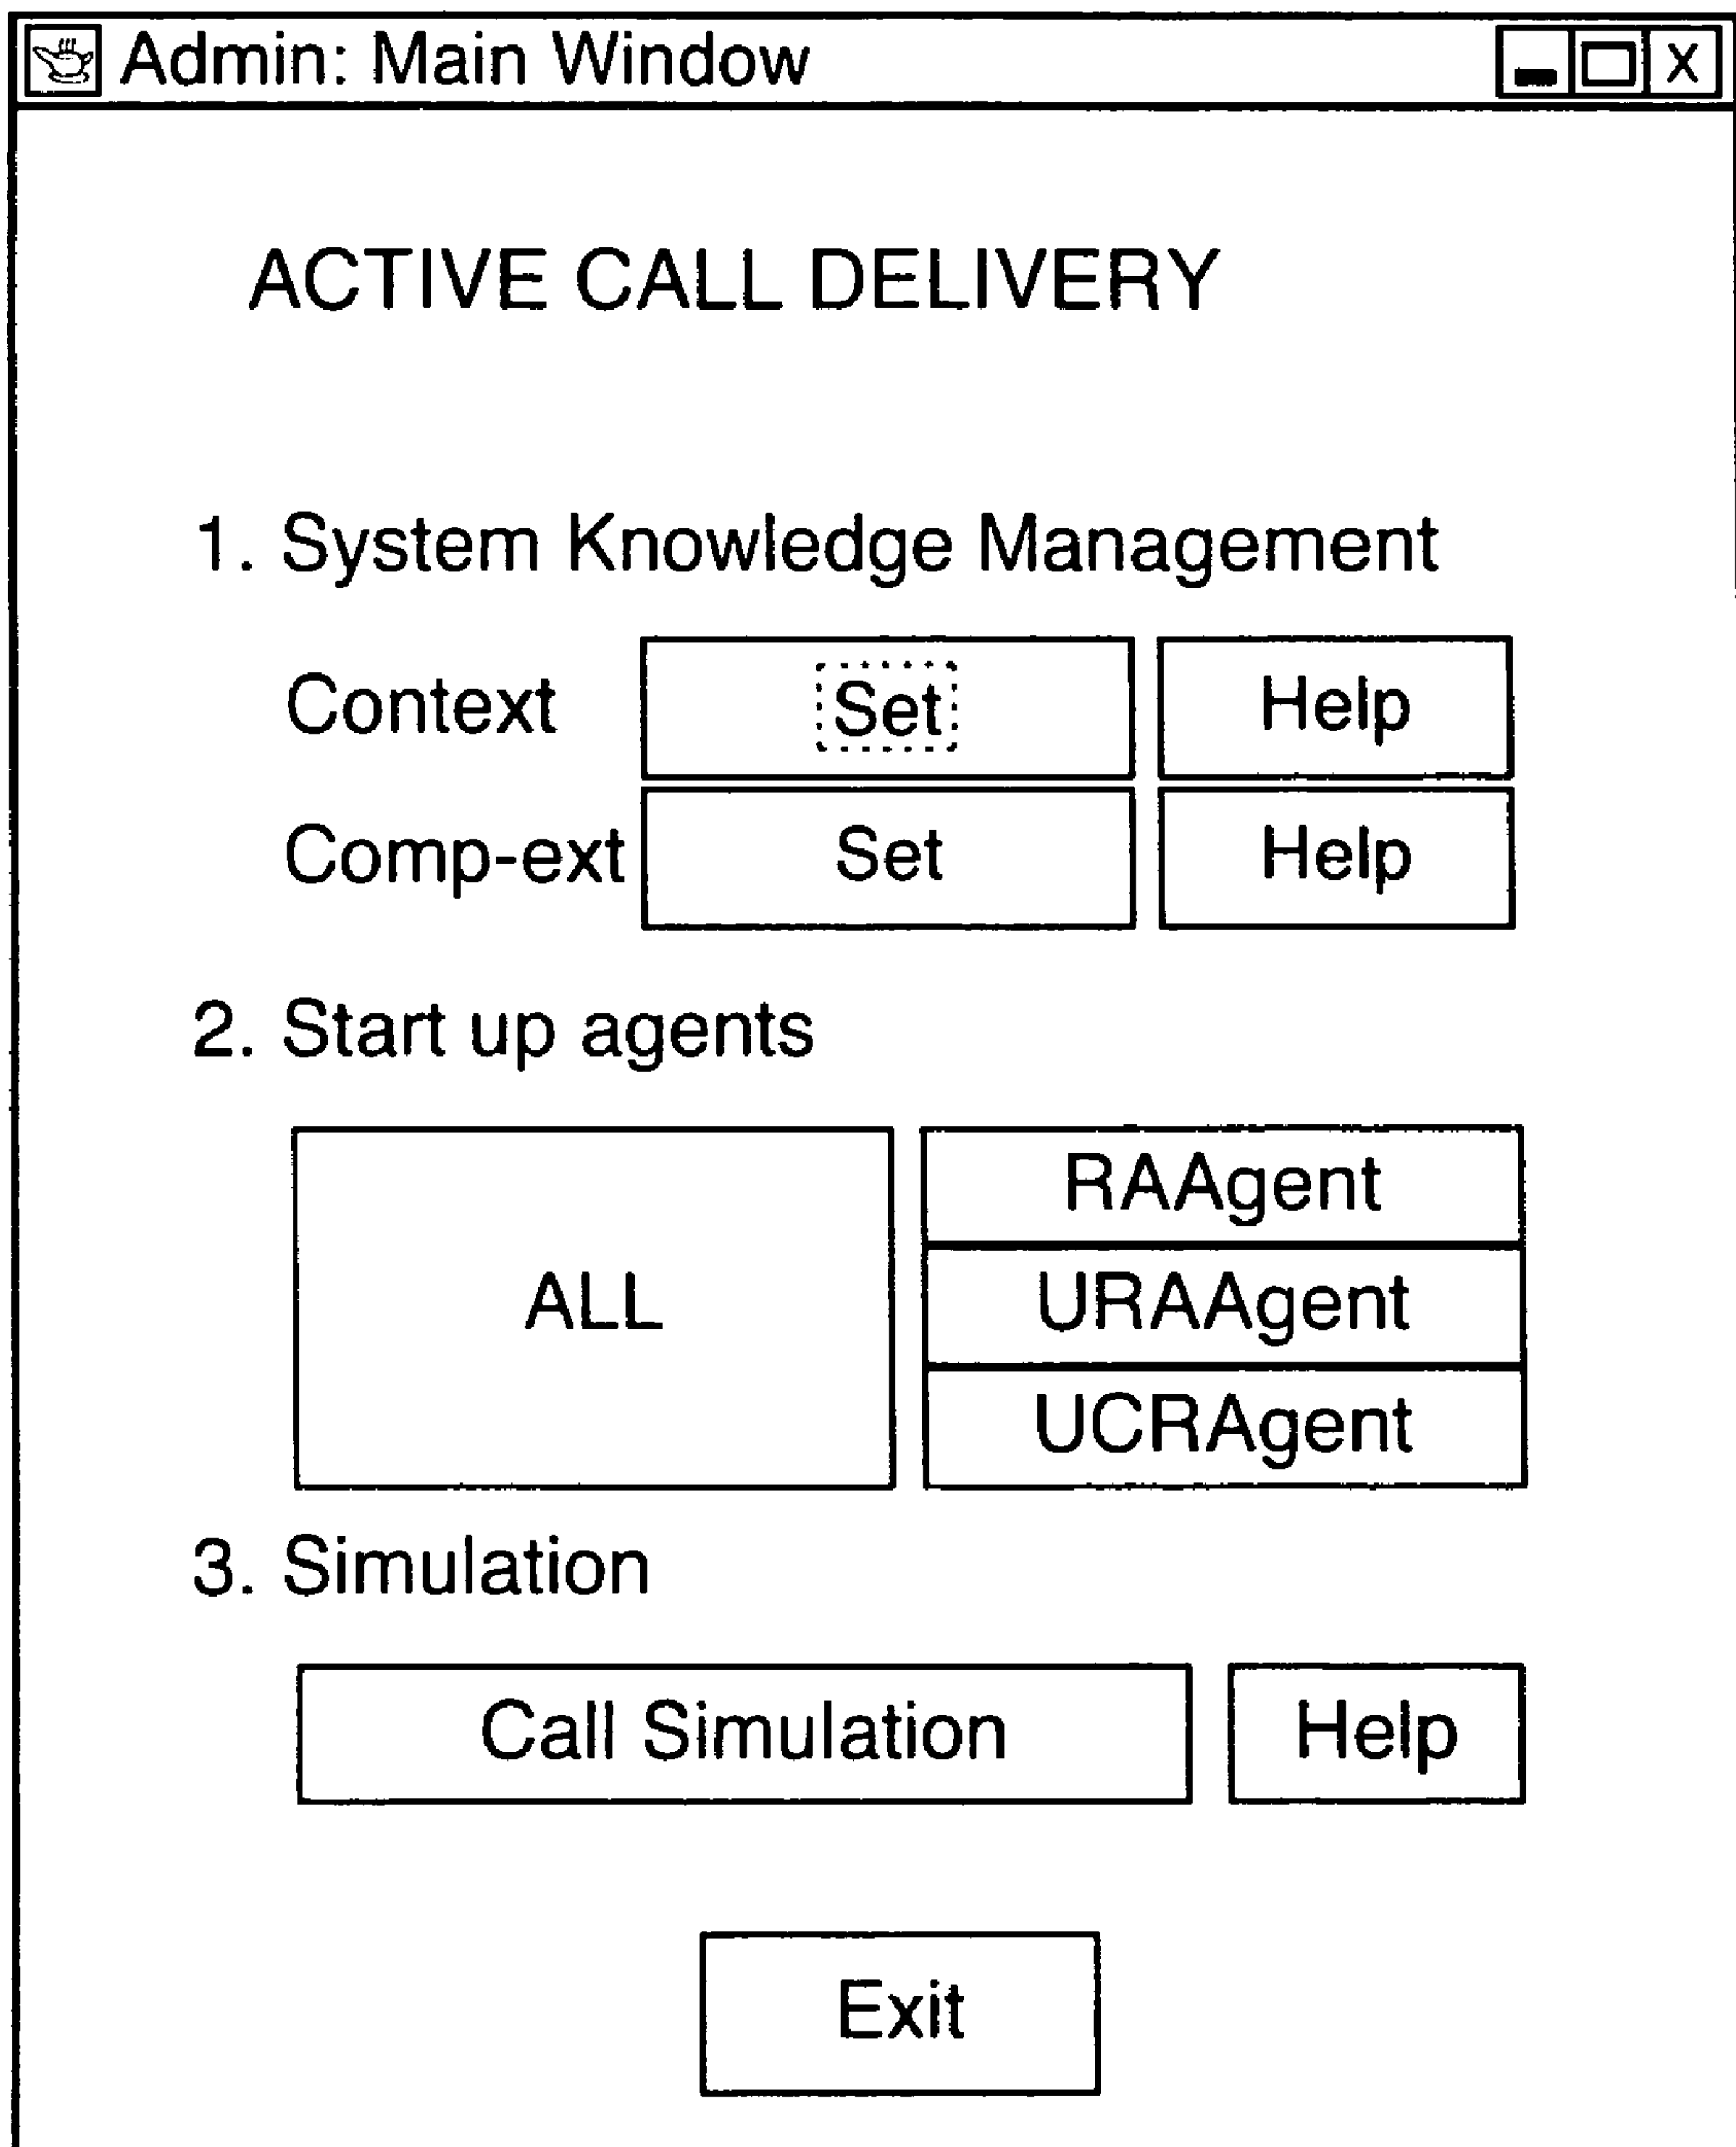 Admin: Main Window X
ACTIVE CALL DELIVERY
1. System Knowledge Management
Context Set Help
Comp-ext Set Help
2. Start up agents
ALL
RAAgent
URAAgent
UCRAgent
3. Simulation
Call Simulation Help
Exit